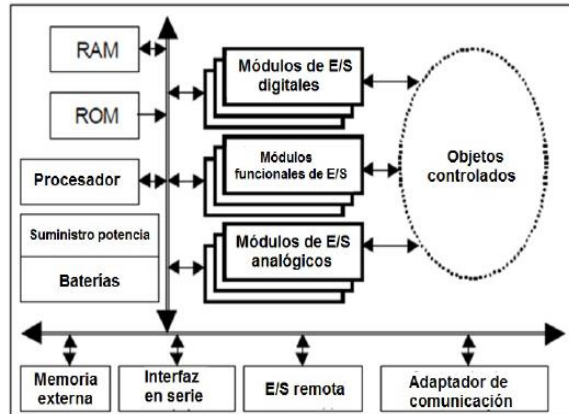 RAM
ROM
Procesador
Suministro potencia
Baterías
Módulos de E/S
digitales
Módulos
funcionales de E/S
Módulos de E/S
analógicos
Objetos
controlados
Memoria
externa
Interfaz
en serie
E/S remota
Adaptador de
comunicación